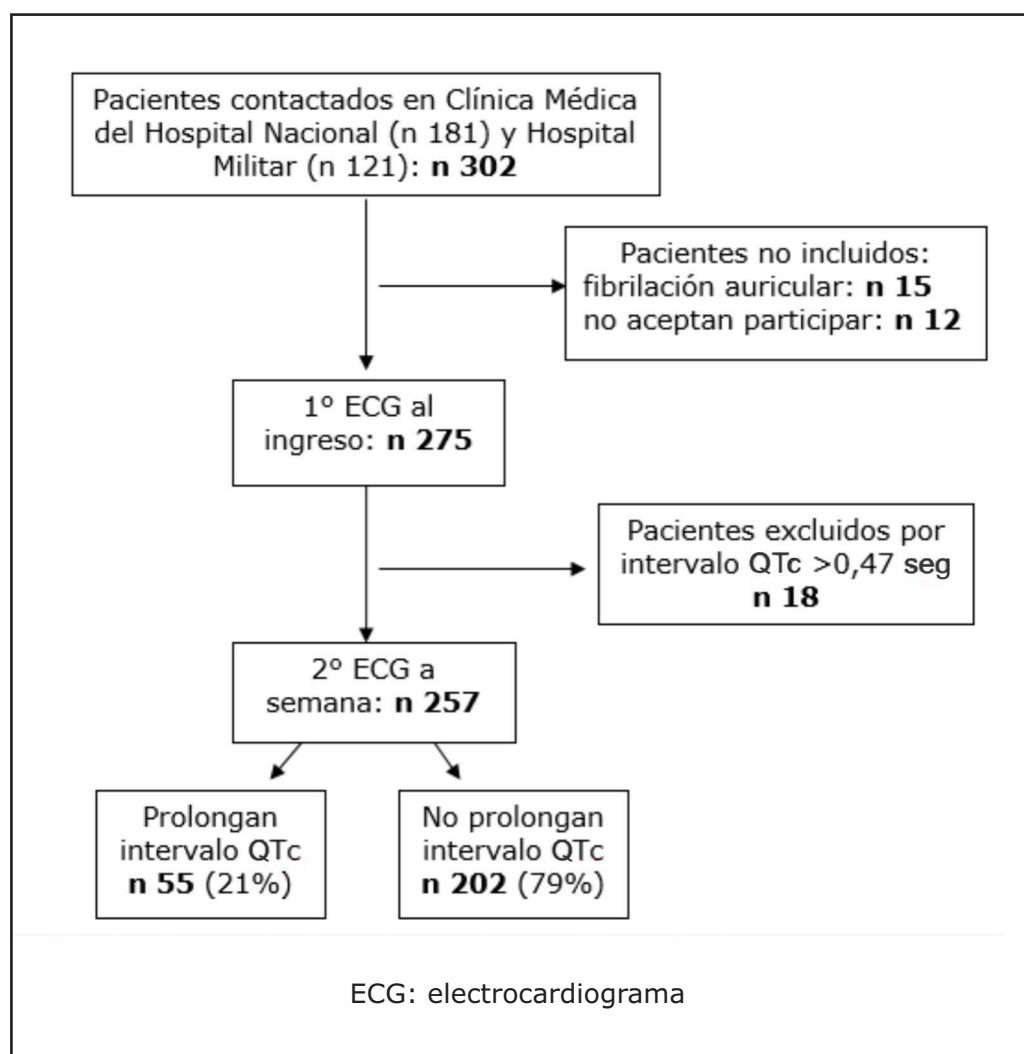 Pacientes contactados en Clínica Médica
del Hospital Nacional (n 181) y Hospital
Militar (n 121): n 302
Pacientes no incluidos:
fibrilación auricular: n 15
no aceptan participar: n 12
1º ECG al
ingreso: n 275
Pacientes excluidos por
intervalo QTc >0,47 seg
n 18
2º ECG a
semana: n 257
Prolongan
intervalo QTc
n 55 (21%)
No prolongan
intervalo QTc
n 202 (79%)
ECG: electrocardiograma